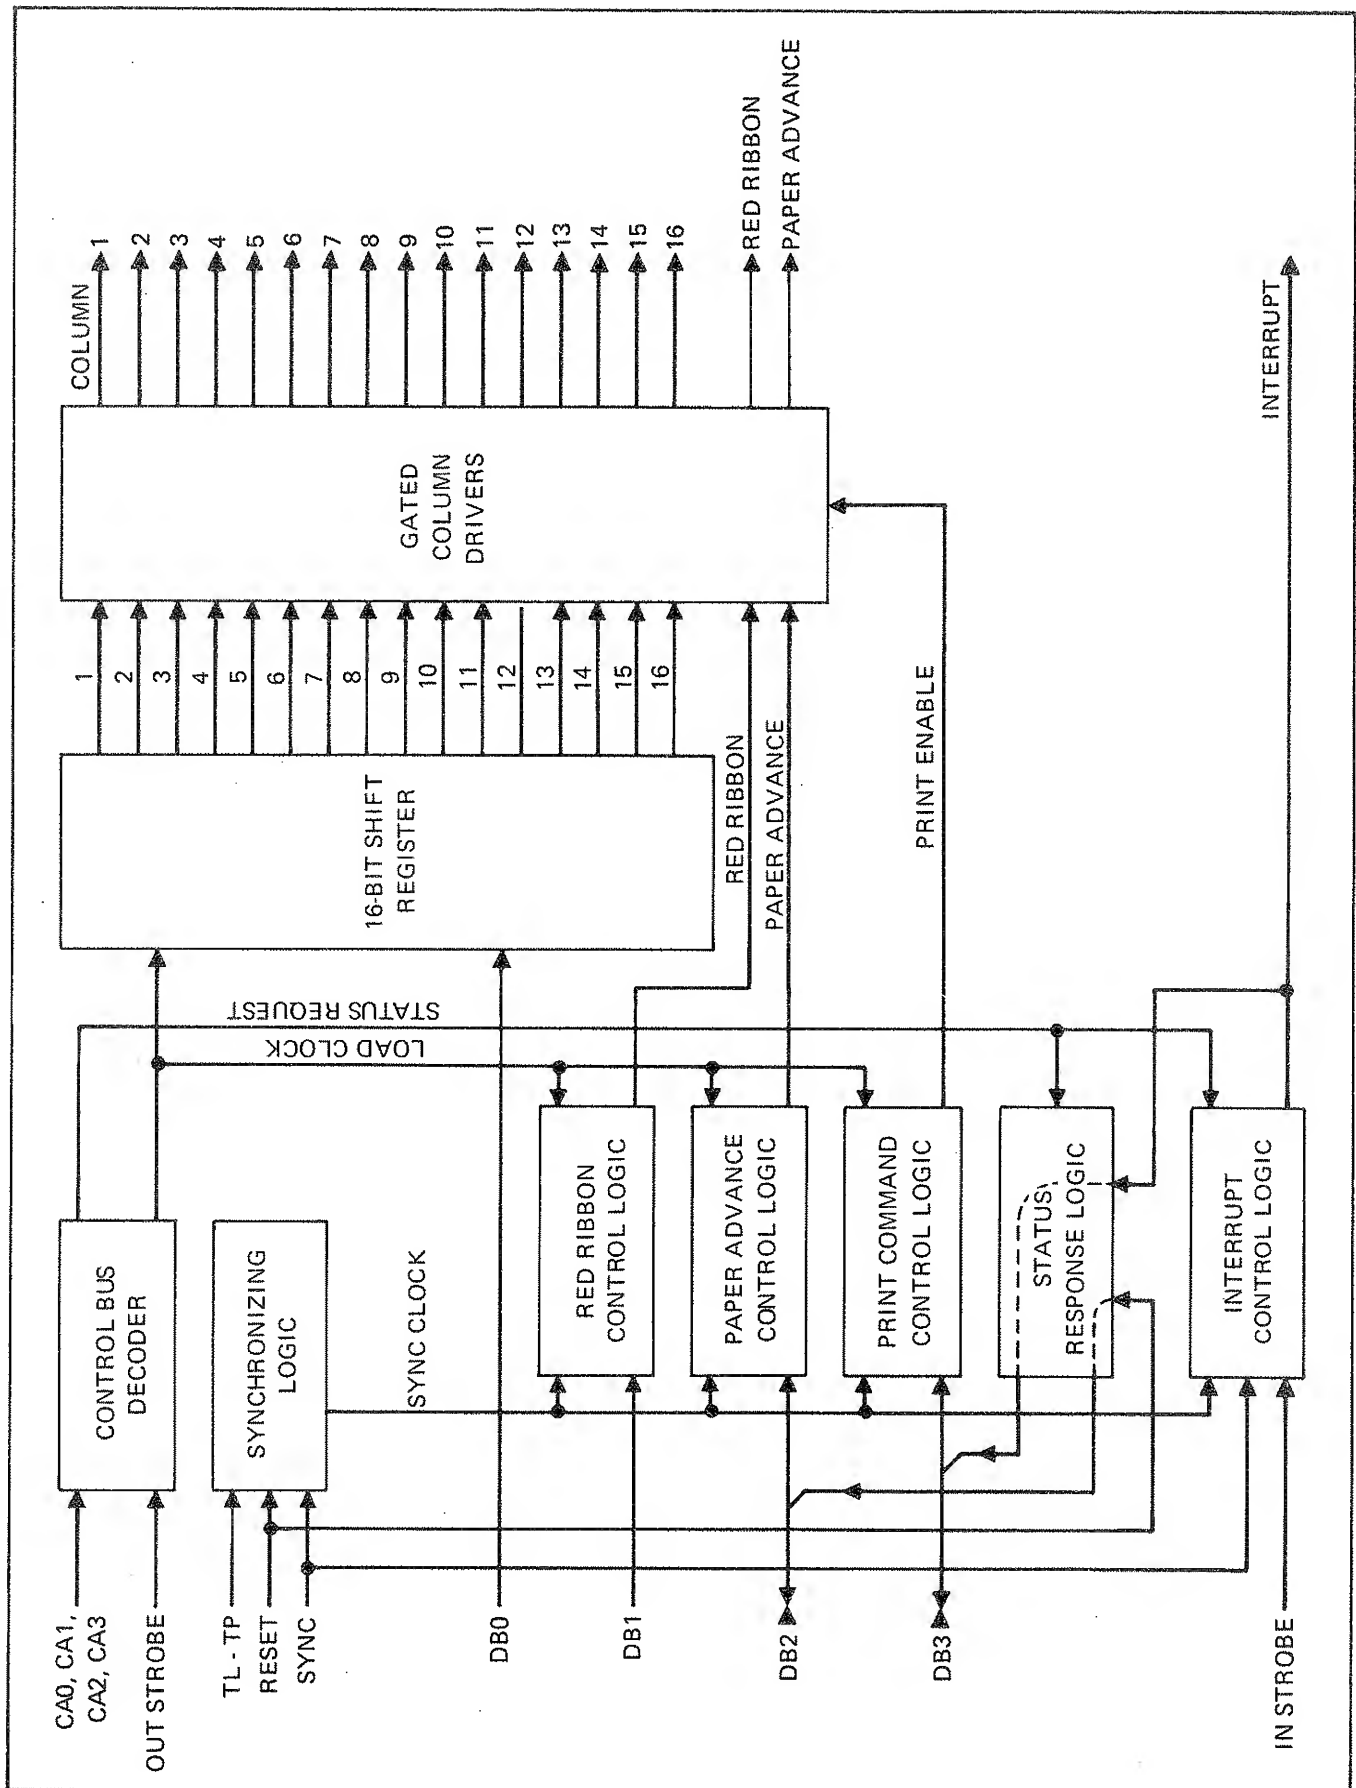 CA0, CA1,
CA2, CA3
OUT STROBE
TL - TP
RESET
SYNC
DB0
DB1
DB2
DB3
IN STROBE
CONTROL BUS
DECODER
SYNCHRONIZING
LOGIC
SYNC CLOCK
RED RIBBON
CONTROL LOGIC
PAPER ADVANCE
CONTROL LOGIC
PRINT COMMAND
CONTROL LOGIC
STATUS
RESPONSE LOGIC
INTERRUPT
CONTROL LOGIC
LOAD CLOCK
STATUS REQUEST
16-BIT SHIFT
REGISTER
RED RIBBON
PAPER ADVANCE
PRINT ENABLE
1
2
3
4
5
6
7
8
9
10
11
12
13
14
15
16
GATED
COLUMN
DRIVERS
COLUMN
1
2
3
4
5
6
7
8
9
10
11
12
13
14
15
16
RED RIBBON
PAPER ADVANCE
INTERRUPT